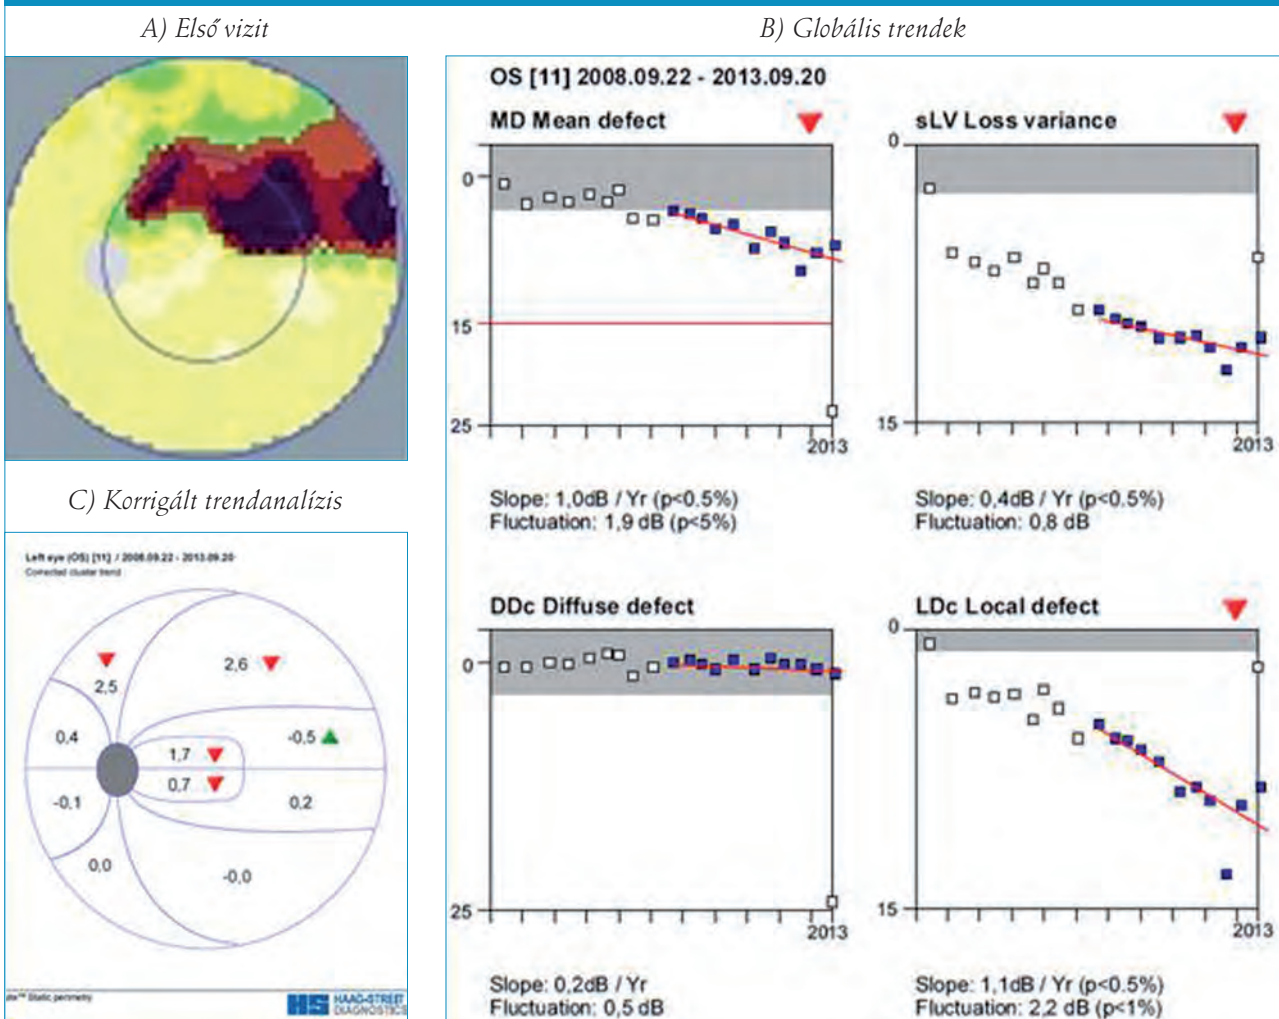 A) Első vizit
B) Globális trendek
OS [11] 2008.09.22 - 2013.09.20
MD Mean defect
0
15
25
2013
Slope: 1,0dB / Yr (p<0.5%)
Fluctuation: 1,9 dB (p<5%)
sLV Loss variance
0
15
2013
Slope: 0,4dB / Yr (p<0.5%)
Fluctuation: 0,8 dB
C) Korrigált trendanalízis
Left eye (OS) [11] / 2008.09.22 - 2013.09.20
Corrected cluster trend
2,6
2,5
0,4
-0,5
1,7
0,7
-0,1
0,2
0,0
-0,0
Static perimetry
HS HAAG-STREIT
DIAGNOSTICS
DDc Diffuse defect
0
25
2013
Slope: 0,2dB / Yr
Fluctuation: 0,5 dB
LDc Local defect
0
15
2013
Slope: 1,1dB / Yr (p<0.5%)
Fluctuation: 2,2 dB (p<1%)